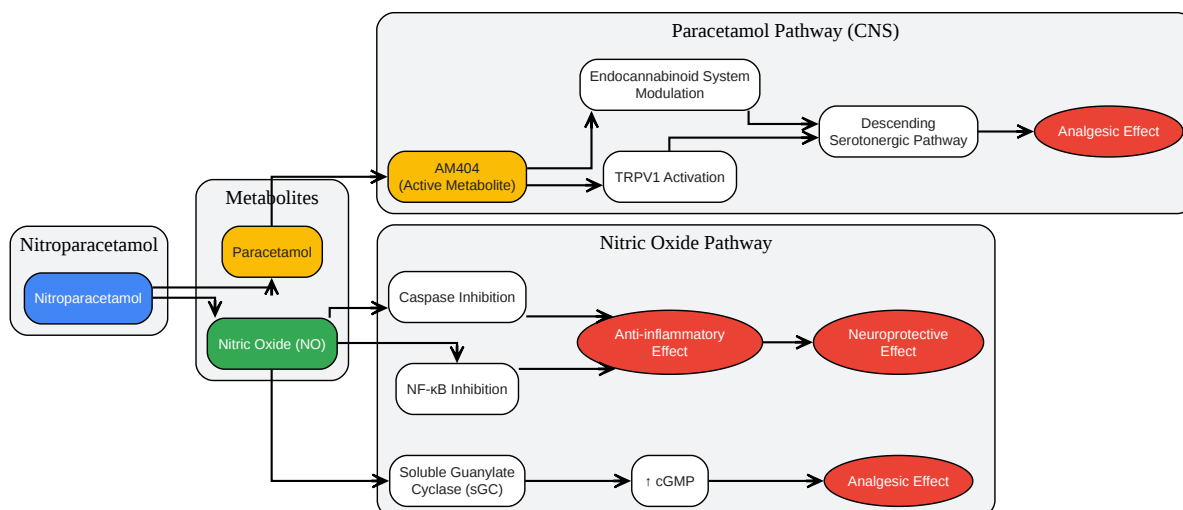 Paracetamol Pathway (CNS)
Endocannabinoid System
Modulation
Descending
Serotonergic Pathway
Analgesic Effect
AM404
(Active Metabolite)
TRPV1 Activation
Metabolites
Paracetamol
Nitric Oxide (NO)
Nitroparacetamol
Nitroparacetamol
Nitric Oxide Pathway
Caspase Inhibition
Anti-inflammatory
Effect
Neuroprotective
Effect
NF-κB Inhibition
Soluble Guanylate
Cyclase (sGC)
↑ cGMP
Analgesic Effect